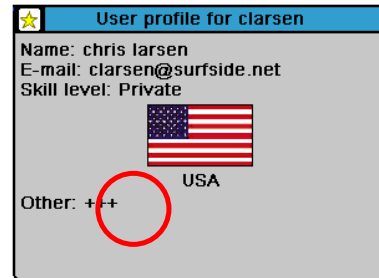 User profile for clarsen
Name: chris larsen
E-mail: clarsen@surfside.net
Skill level: Private
USA
Other: +++